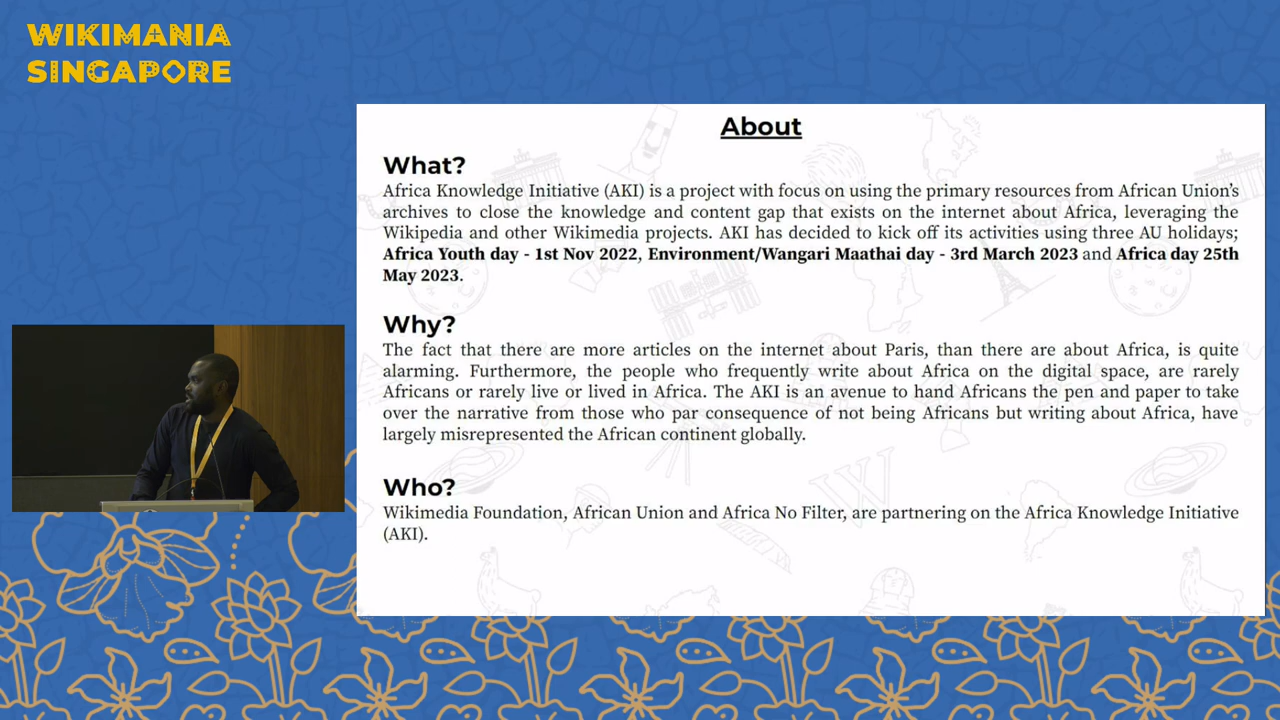 WIKIMANIA
SINGAPORE
About
What?
Africa Knowledge Initiative (AKI) is a project with focus on using the primary resources from African Union's
archives to close the knowledge and content gap that exists on the internet about Africa, leveraging the
Wikipedia and other Wikimedia projects. AKI has decided to kick off its activities using three AU holidays;
Africa Youth day - 1st Nov 2022, Environment/Wangari Maathai day - 3rd March 2023 and Africa day 25th
May 2023.
Why?
The fact that there are more articles on the internet about Paris, than there are about Africa, is quite
alarming. Furthermore, the people who frequently write about Africa on the digital space, are rarely
Africans or rarely live or lived in Africa. The AKI is an avenue to hand Africans the pen and paper to take
over the narrative from those who par consequence of not being Africans but writing about Africa, have
largely misrepresented the African continent globally.
Who?
Wikimedia Foundation, African Union and Africa No Filter, are partnering on the Africa Knowledge Initiative
(AKI).